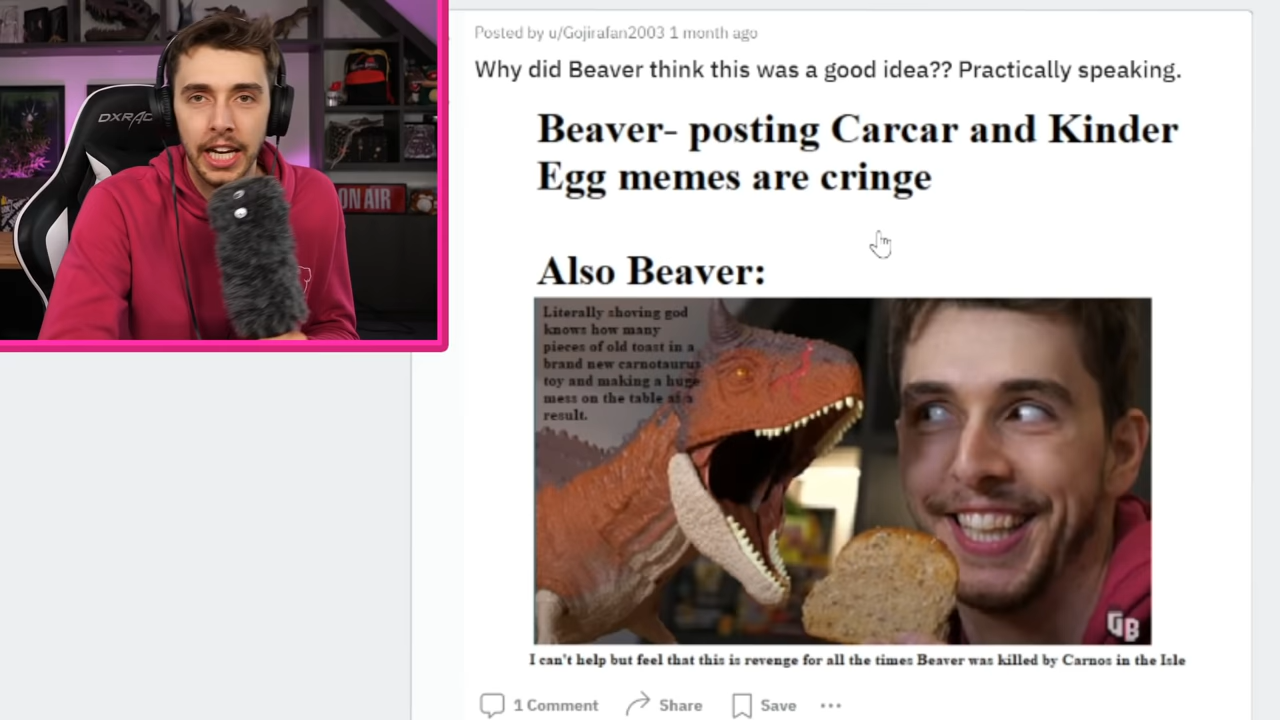 DXRAC
ON AIR
Posted by u/Gojirafan2003 1 month ago
Why did Beaver think this was a good idea?? Practically speaking.
Beaver- posting Carcar and Kinder
Egg memes are cringe
Also Beaver:
Literally shoving god
knows how many
pieces of old toast in a
brand new carnotaurus
toy and making a huge
mess on the table as a
result.
GB
I can't help but feel that this is revenge for all the times Beaver was killed by Carnos in the Isle
1 Comment Share Save ...